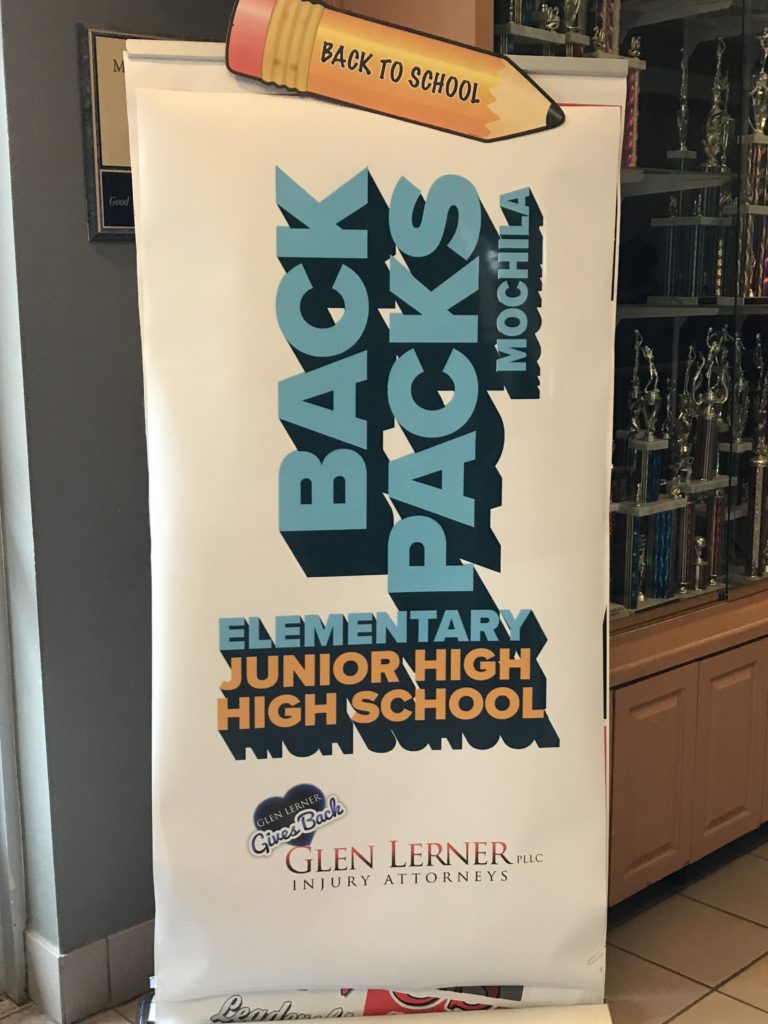 BACK TO SCHOOL
BACK
PACKS
MOCHILA
ELEMENTARY
JUNIOR HIGH
HIGH SCHOOL
GLEN LERNER
Gives Back
GLEN LERNER PLLC
INJURY ATTORNEYS
Good